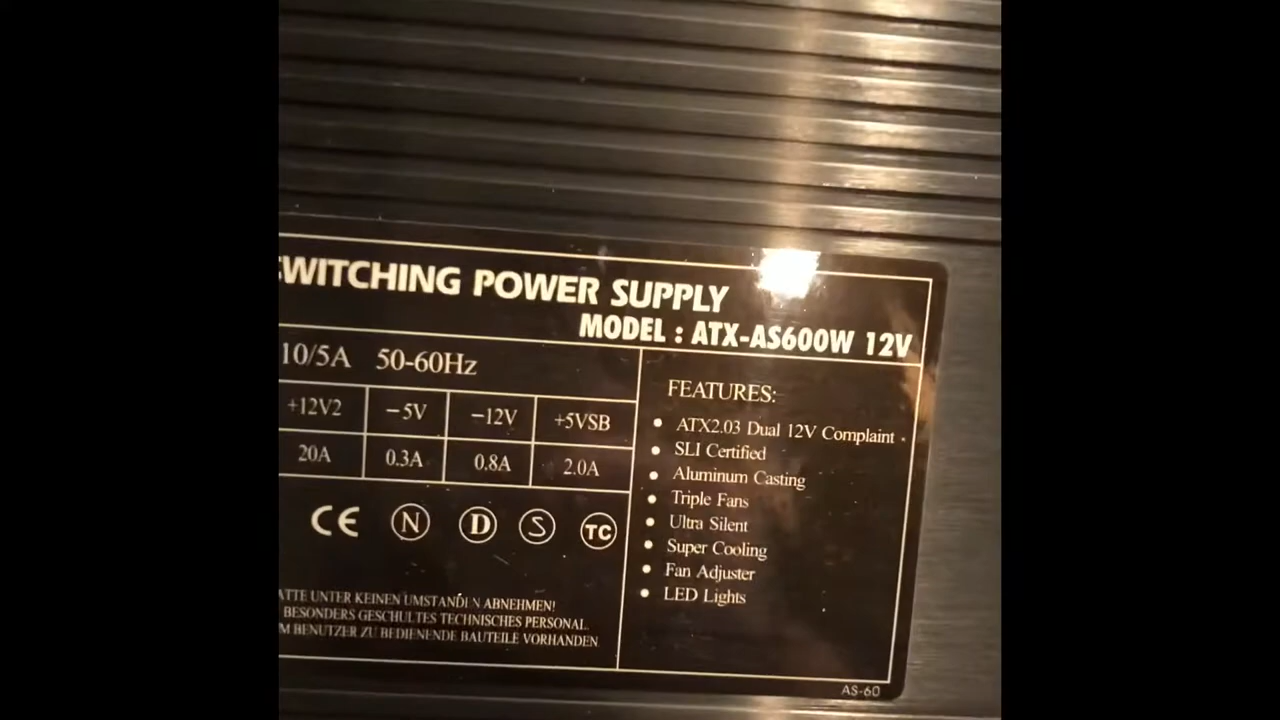 SWITCHING POWER SUPPLY
MODEL : ATX-AS600W 12V
10/5A 50-60Hz
+12V2 -5V -12V +5VSB
20A 0.3A 0.8A 2.0A
CE N D S TC
ATTE UNTER KEINEN UMSTANDEN ABNEHMEN!
BESONDERS GESCHULTES TECHNISCHES PERSONAL.
M BENUTZER ZU BEDIENENDE BAUTEILE VORHANDEN
FEATURES:
• ATX2.03 Dual 12V Complaint
• SLI Certified
• Aluminum Casting
• Triple Fans
• Ultra Silent
• Super Cooling
• Fan Adjuster
• LED Lights
AS-60